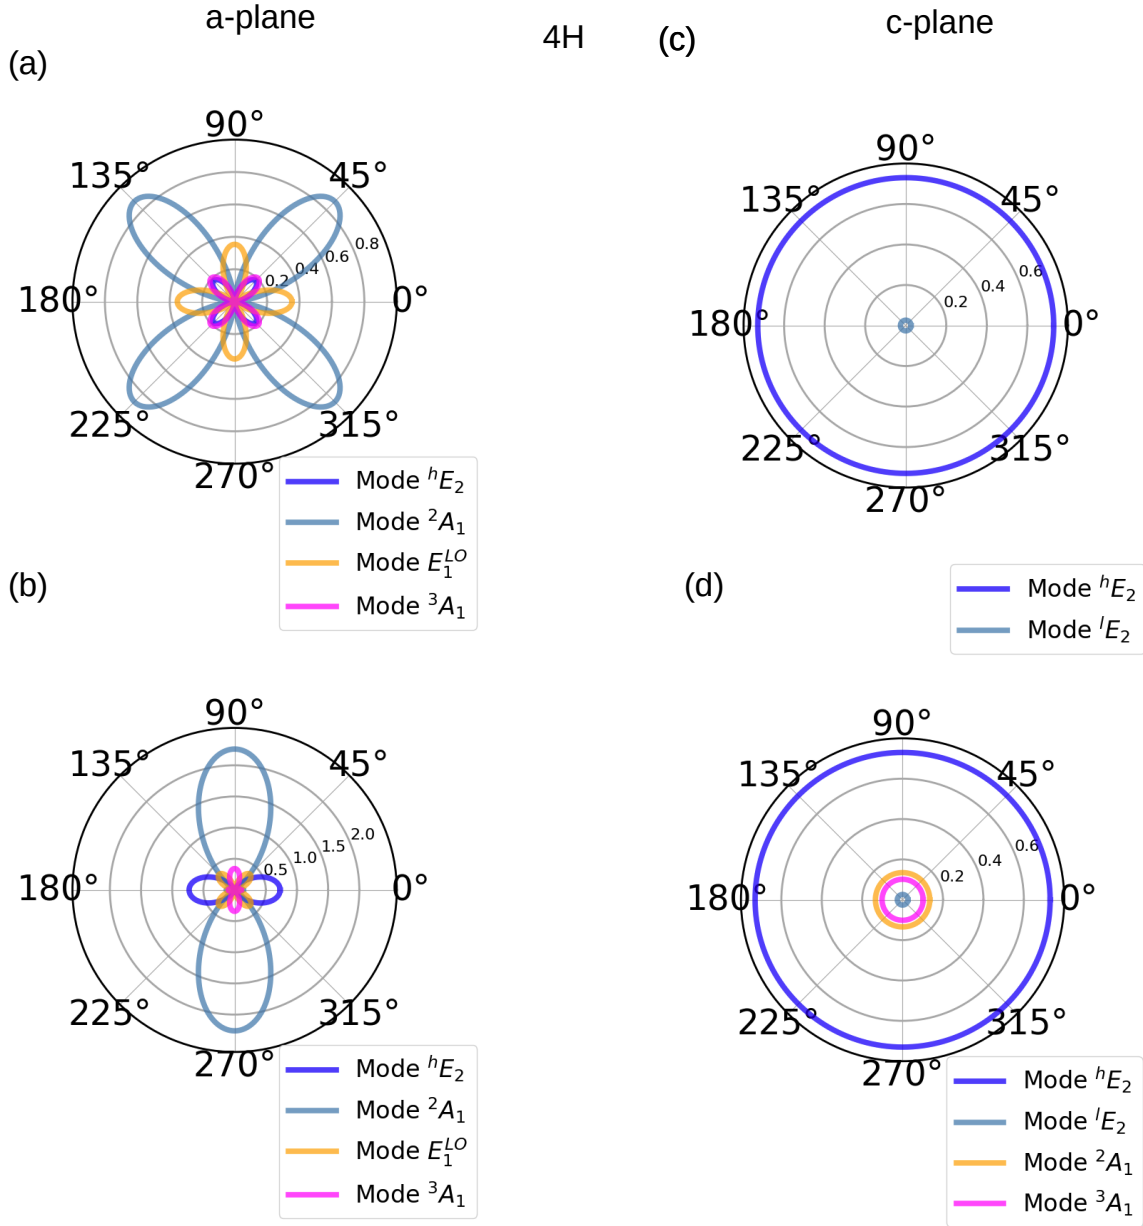 a-plane
4H
c-plane
(a)
(c)
90°
135°
45°
180°
0°
225°
315°
270°
0.2
0.4
0.6
0.8
Mode ʰE₂
Mode ²A₁
Mode E₁ᴸᴼ
Mode ³A₁
90°
135°
45°
180°
0°
225°
315°
270°
0.2
0.4
0.6
Mode ʰE₂
Mode ˡE₂
(b)
(d)
90°
135°
45°
180°
0°
225°
315°
270°
0.5
1.0
1.5
2.0
Mode ʰE₂
Mode ²A₁
Mode E₁ᴸᴼ
Mode ³A₁
90°
135°
45°
180°
0°
225°
315°
270°
0.2
0.4
0.6
Mode ʰE₂
Mode ˡE₂
Mode ²A₁
Mode ³A₁